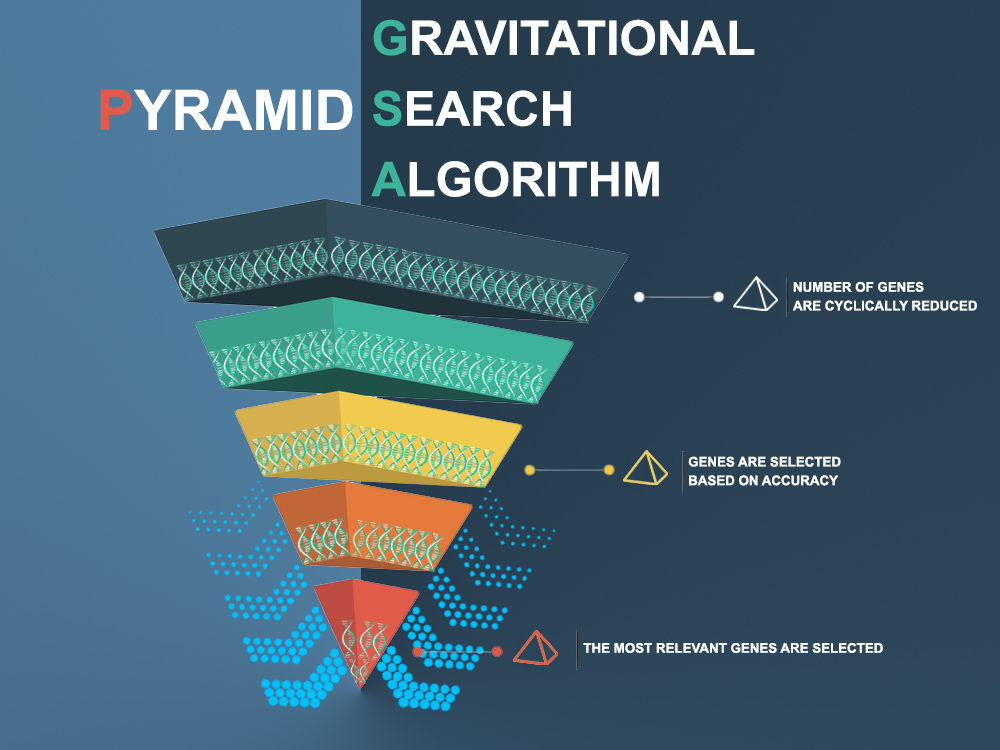 GRAVITATIONAL
PYRAMID SEARCH
ALGORITHM
NUMBER OF GENES
ARE CYCLICALLY REDUCED
GENES ARE SELECTED
BASED ON ACCURACY
THE MOST RELEVANT GENES ARE SELECTED